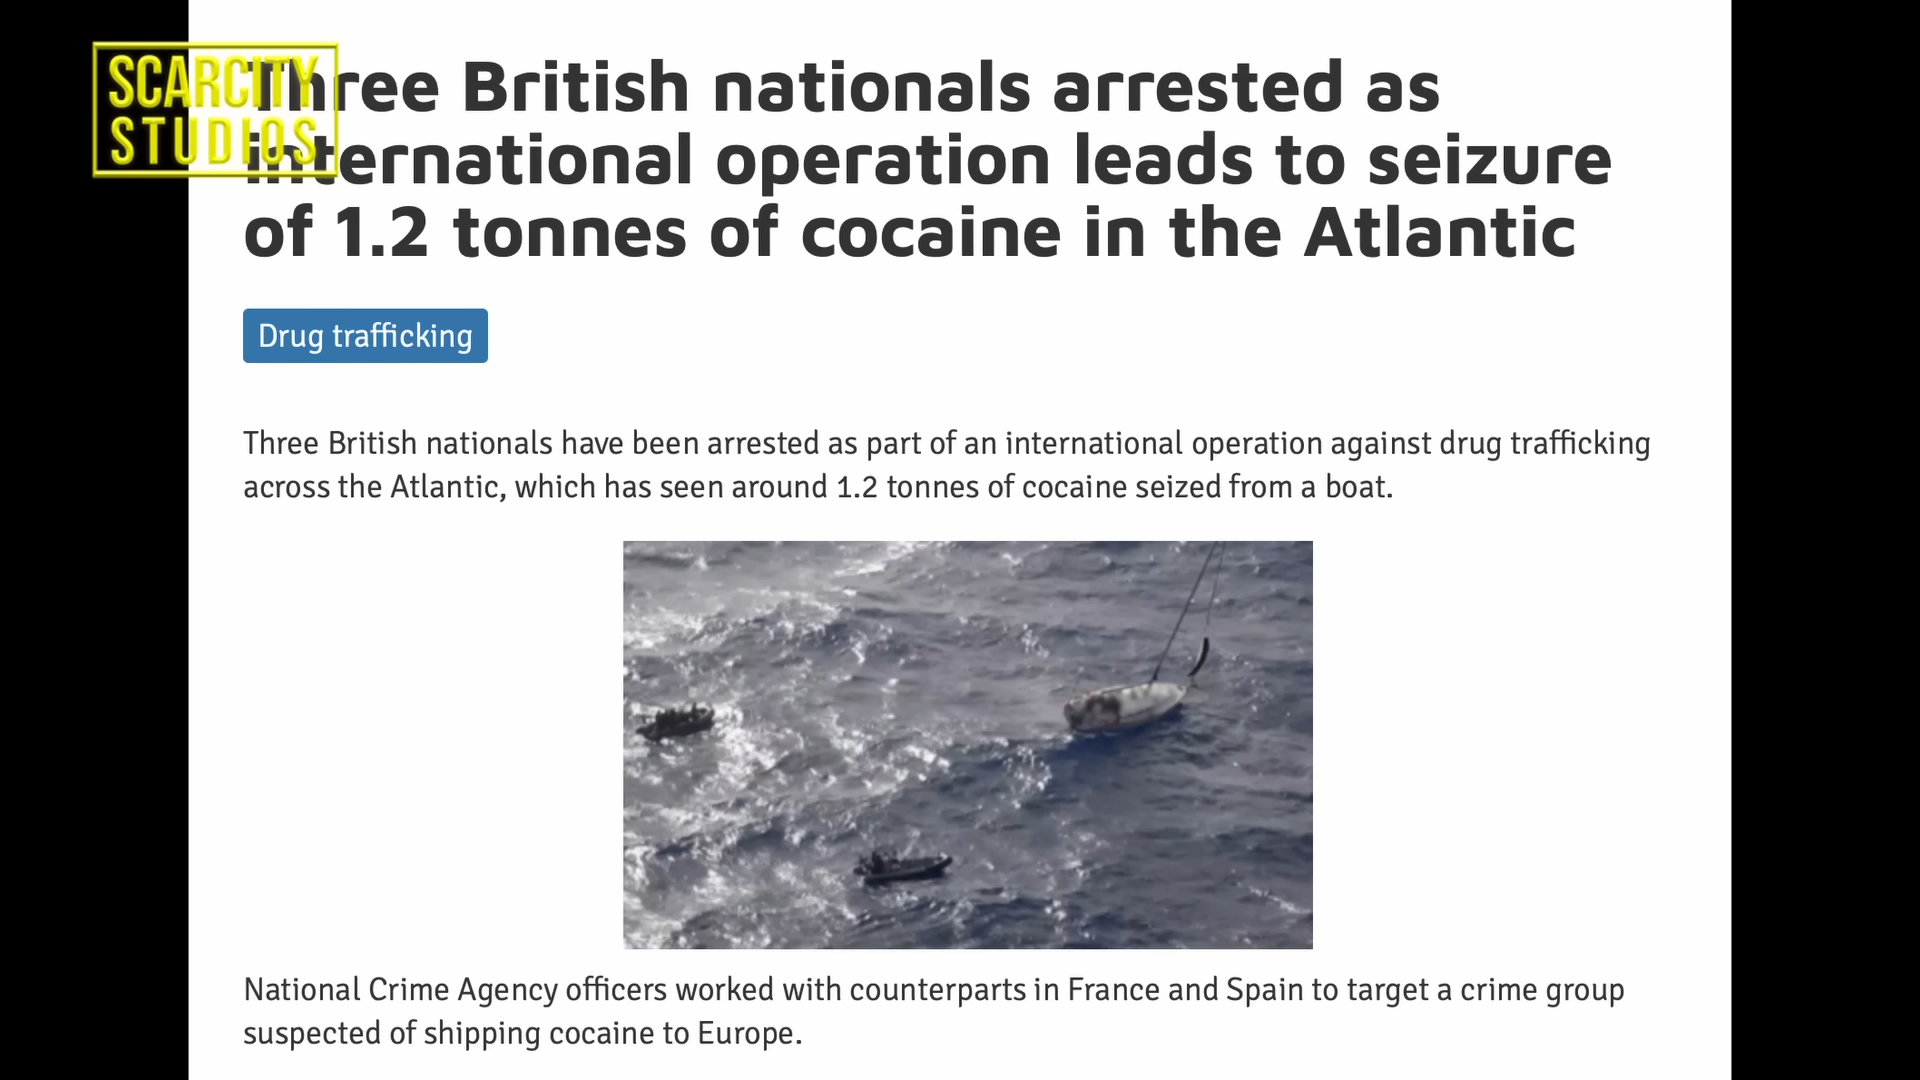 SCARCITY
STUDIOS
Three British nationals arrested as
international operation leads to seizure
of 1.2 tonnes of cocaine in the Atlantic
Drug trafficking
Three British nationals have been arrested as part of an international operation against drug trafficking
across the Atlantic, which has seen around 1.2 tonnes of cocaine seized from a boat.
National Crime Agency officers worked with counterparts in France and Spain to target a crime group
suspected of shipping cocaine to Europe.